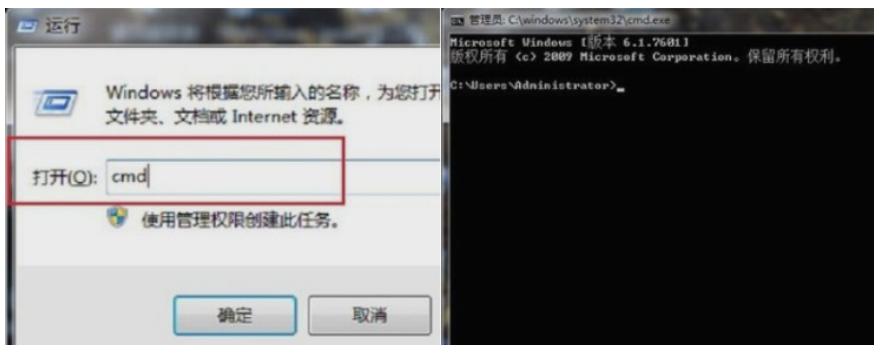 运行
Windows 将根据您所输入的名称，为您打开
文件夹、文档或 Internet 资源。
打开(O): cmd
使用管理权限创建此任务。
确定
取消
管理员: C:\windows\system32\cmd.exe
Microsoft Windows [版本 6.1.7601]
版权所有 (c) 2009 Microsoft Corporation。保留所有权利。
C:\Users\Administrator>_